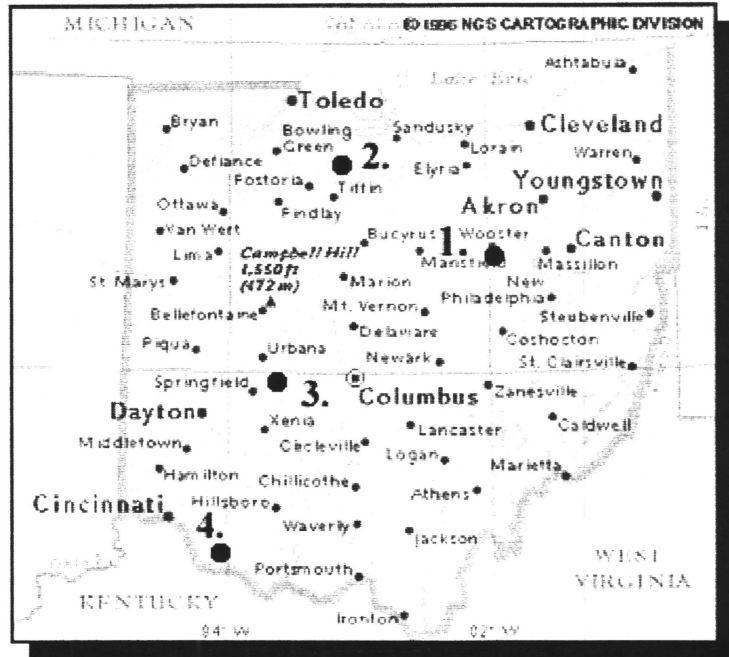 MICHIGAN
© 1996 NGS CARTOGRAPHIC DIVISION
Ashtabula
Lake Erie
Toledo
Bryan
Bowling
Green
Sandusky
Cleveland
Lorain
2.
Defiance
Elyria
Warren
Fostoria
Tiffin
Youngstown
Ottawa
Findlay
Akron
Van Wert
Bucyrus
1.
Wooster
Canton
Lima
Campbell Hill
1,550 ft
(472 m)
Mansfield
Massillon
St. Marys
Marion
New
Philadelphia
Bellefontaine
Mt. Vernon
Steubenville
Delaware
Coshocton
Piqua
Urbana
Newark
St. Clairsville
Springfield
3.
Columbus
Zanesville
Dayton
Xenia
Lancaster
Caldwell
Middletown
Circleville
Logan
Marietta
Hamilton
Chillicothe
Athens
Cincinnati
Hillsboro
4.
Waverly
Jackson
WEST
VIRGINIA
Portsmouth
KENTUCKY
Ironton
84° W
82° W